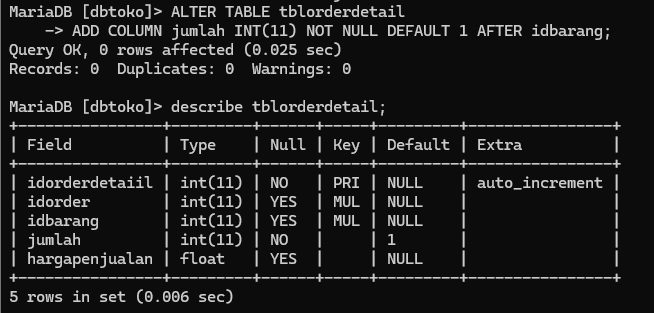 MariaDB [dbtoko]> ALTER TABLE tblorderdetail
    -> ADD COLUMN jumlah INT(11) NOT NULL DEFAULT 1 AFTER idbarang;
Query OK, 0 rows affected (0.025 sec)
Records: 0  Duplicates: 0  Warnings: 0

MariaDB [dbtoko]> describe tblorderdetail;
+----------------+---------+------+-----+---------+----------------+
| Field          | Type    | Null | Key | Default | Extra          |
+----------------+---------+------+-----+---------+----------------+
| idorderdetaiil | int(11) | NO   | PRI | NULL    | auto_increment |
| idorder        | int(11) | YES  | MUL | NULL    |                |
| idbarang       | int(11) | YES  | MUL | NULL    |                |
| jumlah         | int(11) | NO   |     | 1       |                |
| hargapenjualan | float   | YES  |     | NULL    |                |
+----------------+---------+------+-----+---------+----------------+
5 rows in set (0.006 sec)